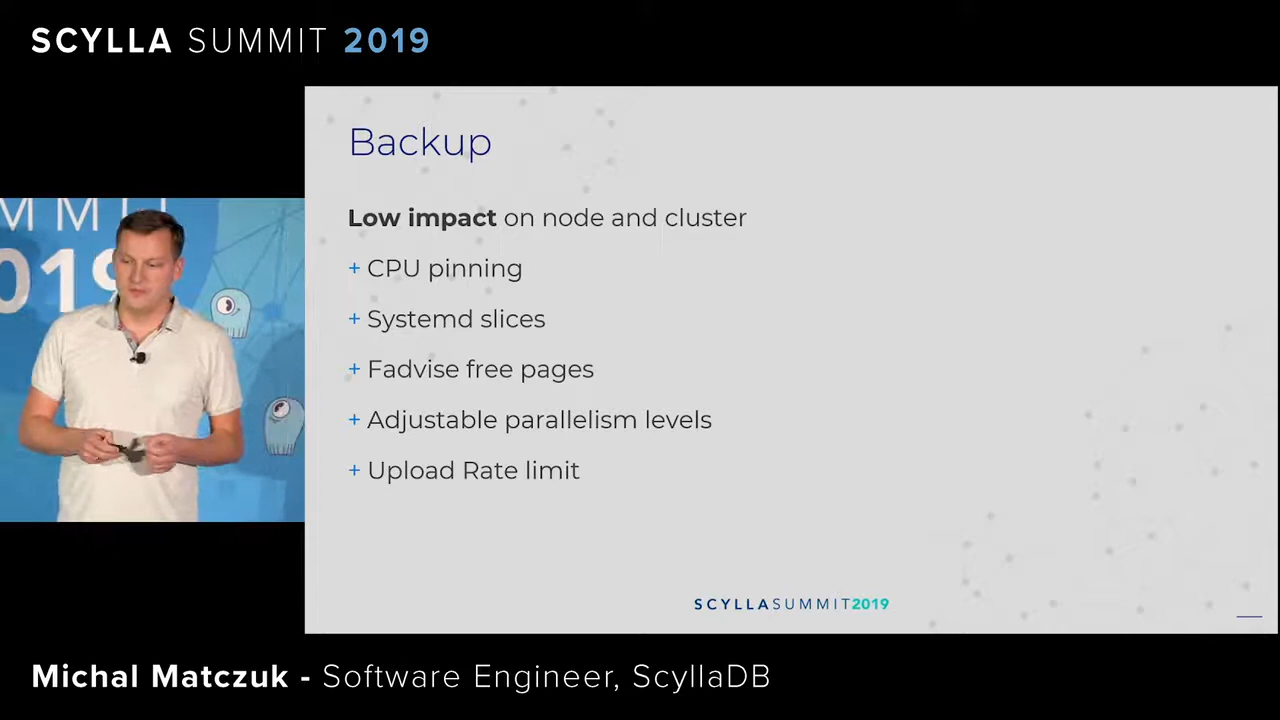 SCYLLA SUMMIT 2019
Backup
Low impact on node and cluster
+ CPU pinning
+ Systemd slices
+ Fadvise free pages
+ Adjustable parallelism levels
+ Upload Rate limit
SCYLLASUMMIT2019
Michal Matczuk - Software Engineer, ScyllaDB